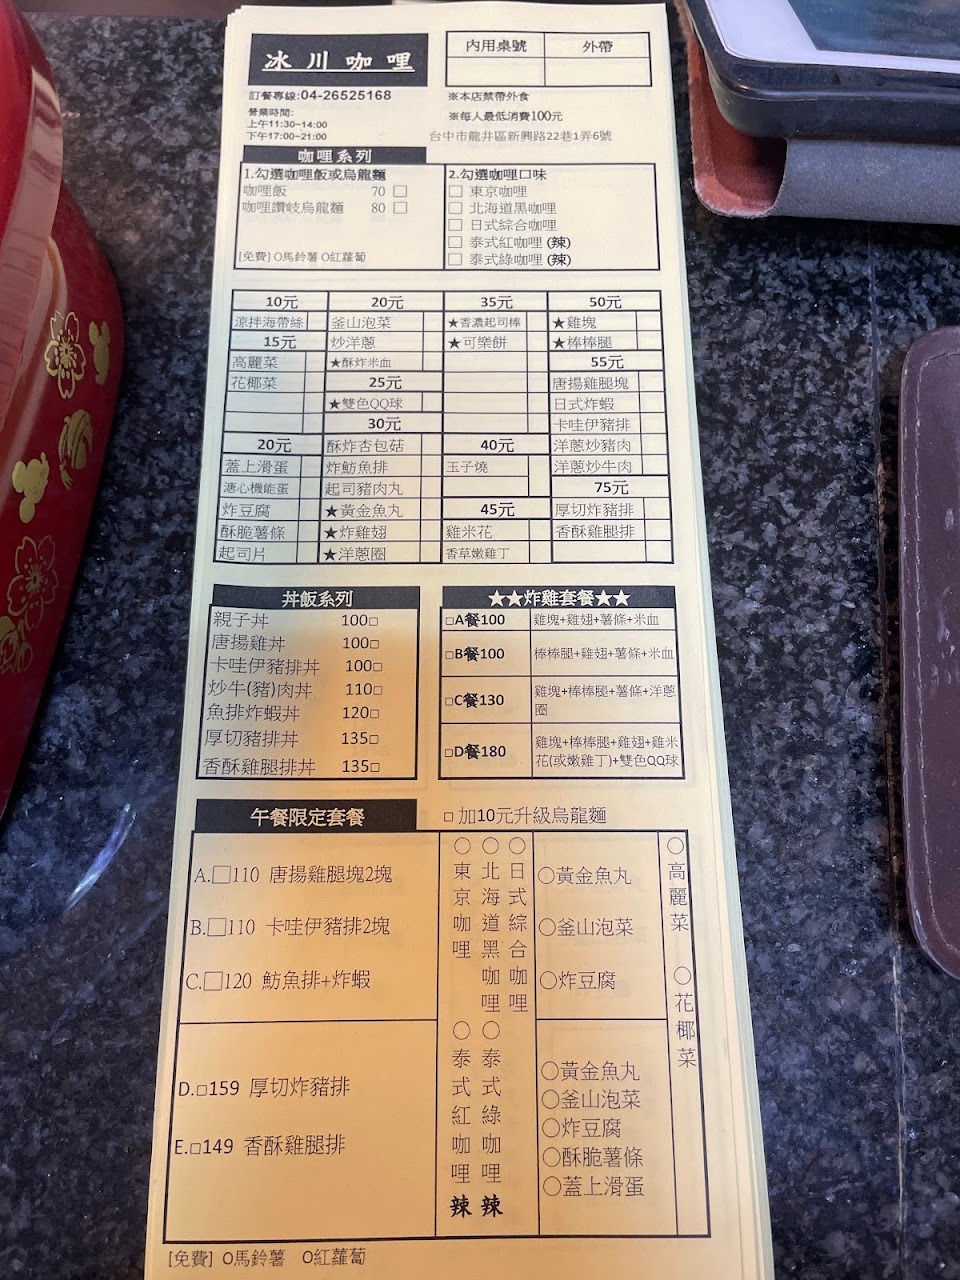 冰川咖哩
內用桌號 外帶
訂餐專線:04-26525168
營業時間:
上午11:30~14:00
下午17:00~21:00
※本店禁帶外食
※每人最低消費100元
台中市龍井區新興路22巷1弄6號
咖哩系列
1.勾選咖哩飯或烏龍麵
咖哩飯 70 □
咖哩讚岐烏龍麵 80 □
[免費] O馬鈴薯 O紅蘿蔔
2.勾選咖哩口味
□ 東京咖哩
□ 北海道黑咖哩
□ 日式綜合咖哩
□ 泰式紅咖哩 (辣)
□ 泰式綠咖哩 (辣)
10元
涼拌海帶絲
15元
高麗菜
花椰菜
20元
蓋上滑蛋
溏心機能蛋
炸豆腐
酥脆薯條
起司片
20元
釜山泡菜
炒洋蔥
★酥炸米血
25元
★雙色QQ球
30元
酥炸杏包菇
炸魴魚排
起司豬肉丸
★黃金魚丸
★炸雞翅
★洋蔥圈
35元
★香濃起司棒
★可樂餅
40元
玉子燒
45元
雞米花
香草嫩雞丁
50元
★雞塊
★棒棒腿
55元
唐揚雞腿塊
日式炸蝦
卡哇伊豬排
洋蔥炒豬肉
洋蔥炒牛肉
75元
厚切炸豬排
香酥雞腿排
丼飯系列
親子丼 100□
唐揚雞丼 100□
卡哇伊豬排丼 100□
炒牛(豬)肉丼 110□
魚排炸蝦丼 120□
厚切豬排丼 135□
香酥雞腿排丼 135□
★★炸雞套餐★★
□A餐100 雞塊+雞翅+薯條+米血
□B餐100 棒棒腿+雞翅+薯條+米血
□C餐130 雞塊+棒棒腿+薯條+洋蔥
圈
□D餐180 雞塊+棒棒腿+雞翅+雞米
花(或嫩雞丁)+雙色QQ球
午餐限定套餐
□ 加10元升級烏龍麵
A.□110 唐揚雞腿塊2塊
B.□110 卡哇伊豬排2塊
C.□120 魴魚排+炸蝦
D.□159 厚切炸豬排
E.□149 香酥雞腿排
○東京咖哩
○北海道黑咖哩
○日式綜合咖哩
○泰式紅咖哩 辣
○泰式綠咖哩 辣
○黃金魚丸
○釜山泡菜
○炸豆腐
○黃金魚丸
○釜山泡菜
○炸豆腐
○酥脆薯條
○蓋上滑蛋
○高麗菜
○花椰菜
[免費] O馬鈴薯 O紅蘿蔔